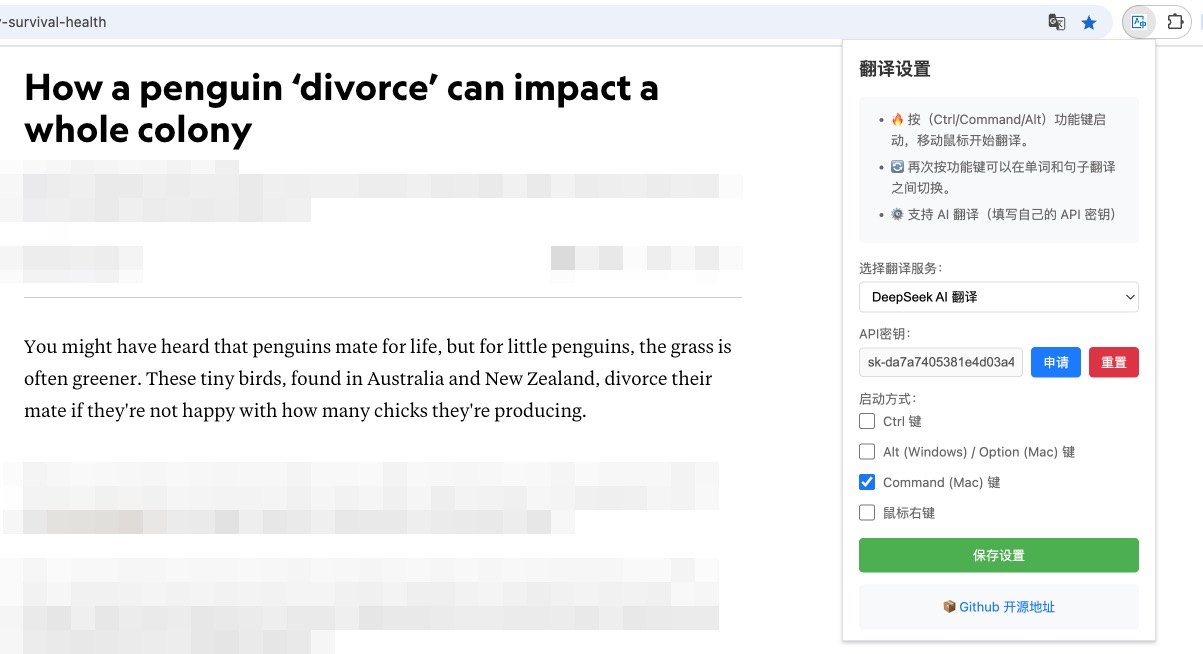 -survival-health
How a penguin ‘divorce’ can impact a
whole colony
You might have heard that penguins mate for life, but for little penguins, the grass is
often greener. These tiny birds, found in Australia and New Zealand, divorce their
mate if they're not happy with how many chicks they're producing.
翻译设置
按（Ctrl/Command/Alt）功能键启
动，移动鼠标开始翻译。
再次按功能键可以在单词和句子翻译
之间切换。
支持 AI 翻译（填写自己的 API 密钥）
选择翻译服务：
DeepSeek AI 翻译
API密钥：
sk-da7a7405381e4d03a4 申请 重置
启动方式：
Ctrl 键
Alt (Windows) / Option (Mac) 键
Command (Mac) 键
鼠标右键
保存设置
Github 开源地址